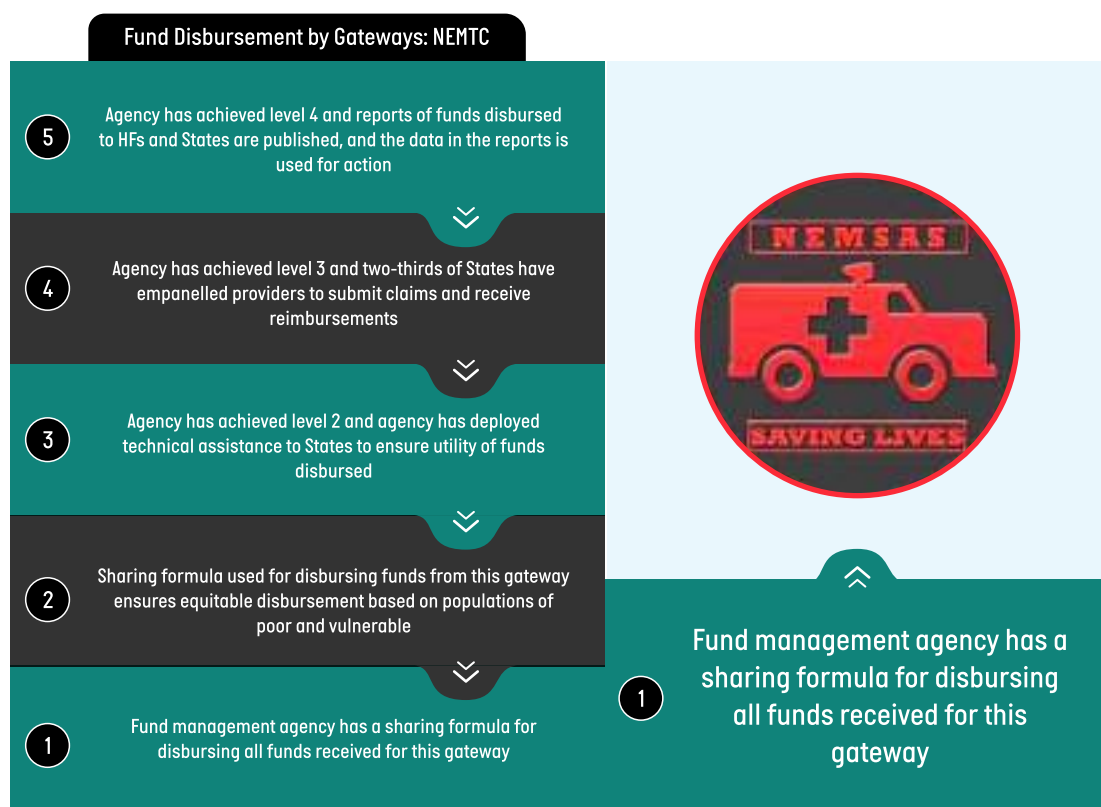 Fund Disbursement by Gateways: NEMTC
5
Agency has achieved level 4 and reports of funds disbursed
to HFs and States are published, and the data in the reports is
used for action
4
Agency has achieved level 3 and two-thirds of States have
empanelled providers to submit claims and receive
reimbursements
3
Agency has achieved level 2 and agency has deployed
technical assistance to States to ensure utility of funds
disbursed
2
Sharing formula used for disbursing funds from this gateway
ensures equitable disbursement based on populations of
poor and vulnerable
1
Fund management agency has a sharing formula for
disbursing all funds received for this gateway
NEMSAS
SAVING LIVES
1
Fund management agency has a
sharing formula for disbursing
all funds received for this
gateway